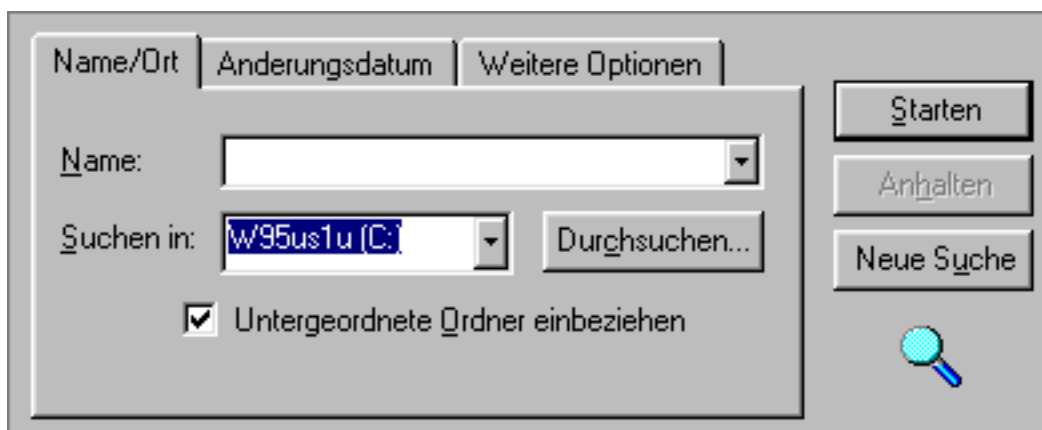 Name/Ort
Anderungsdatum
Weitere Optionen
Starten
Name:
Anhalten
Suchen in:
W95us1u (C:)
Durchsuchen...
Neue Suche
Untergeordnete Ordner einbeziehen